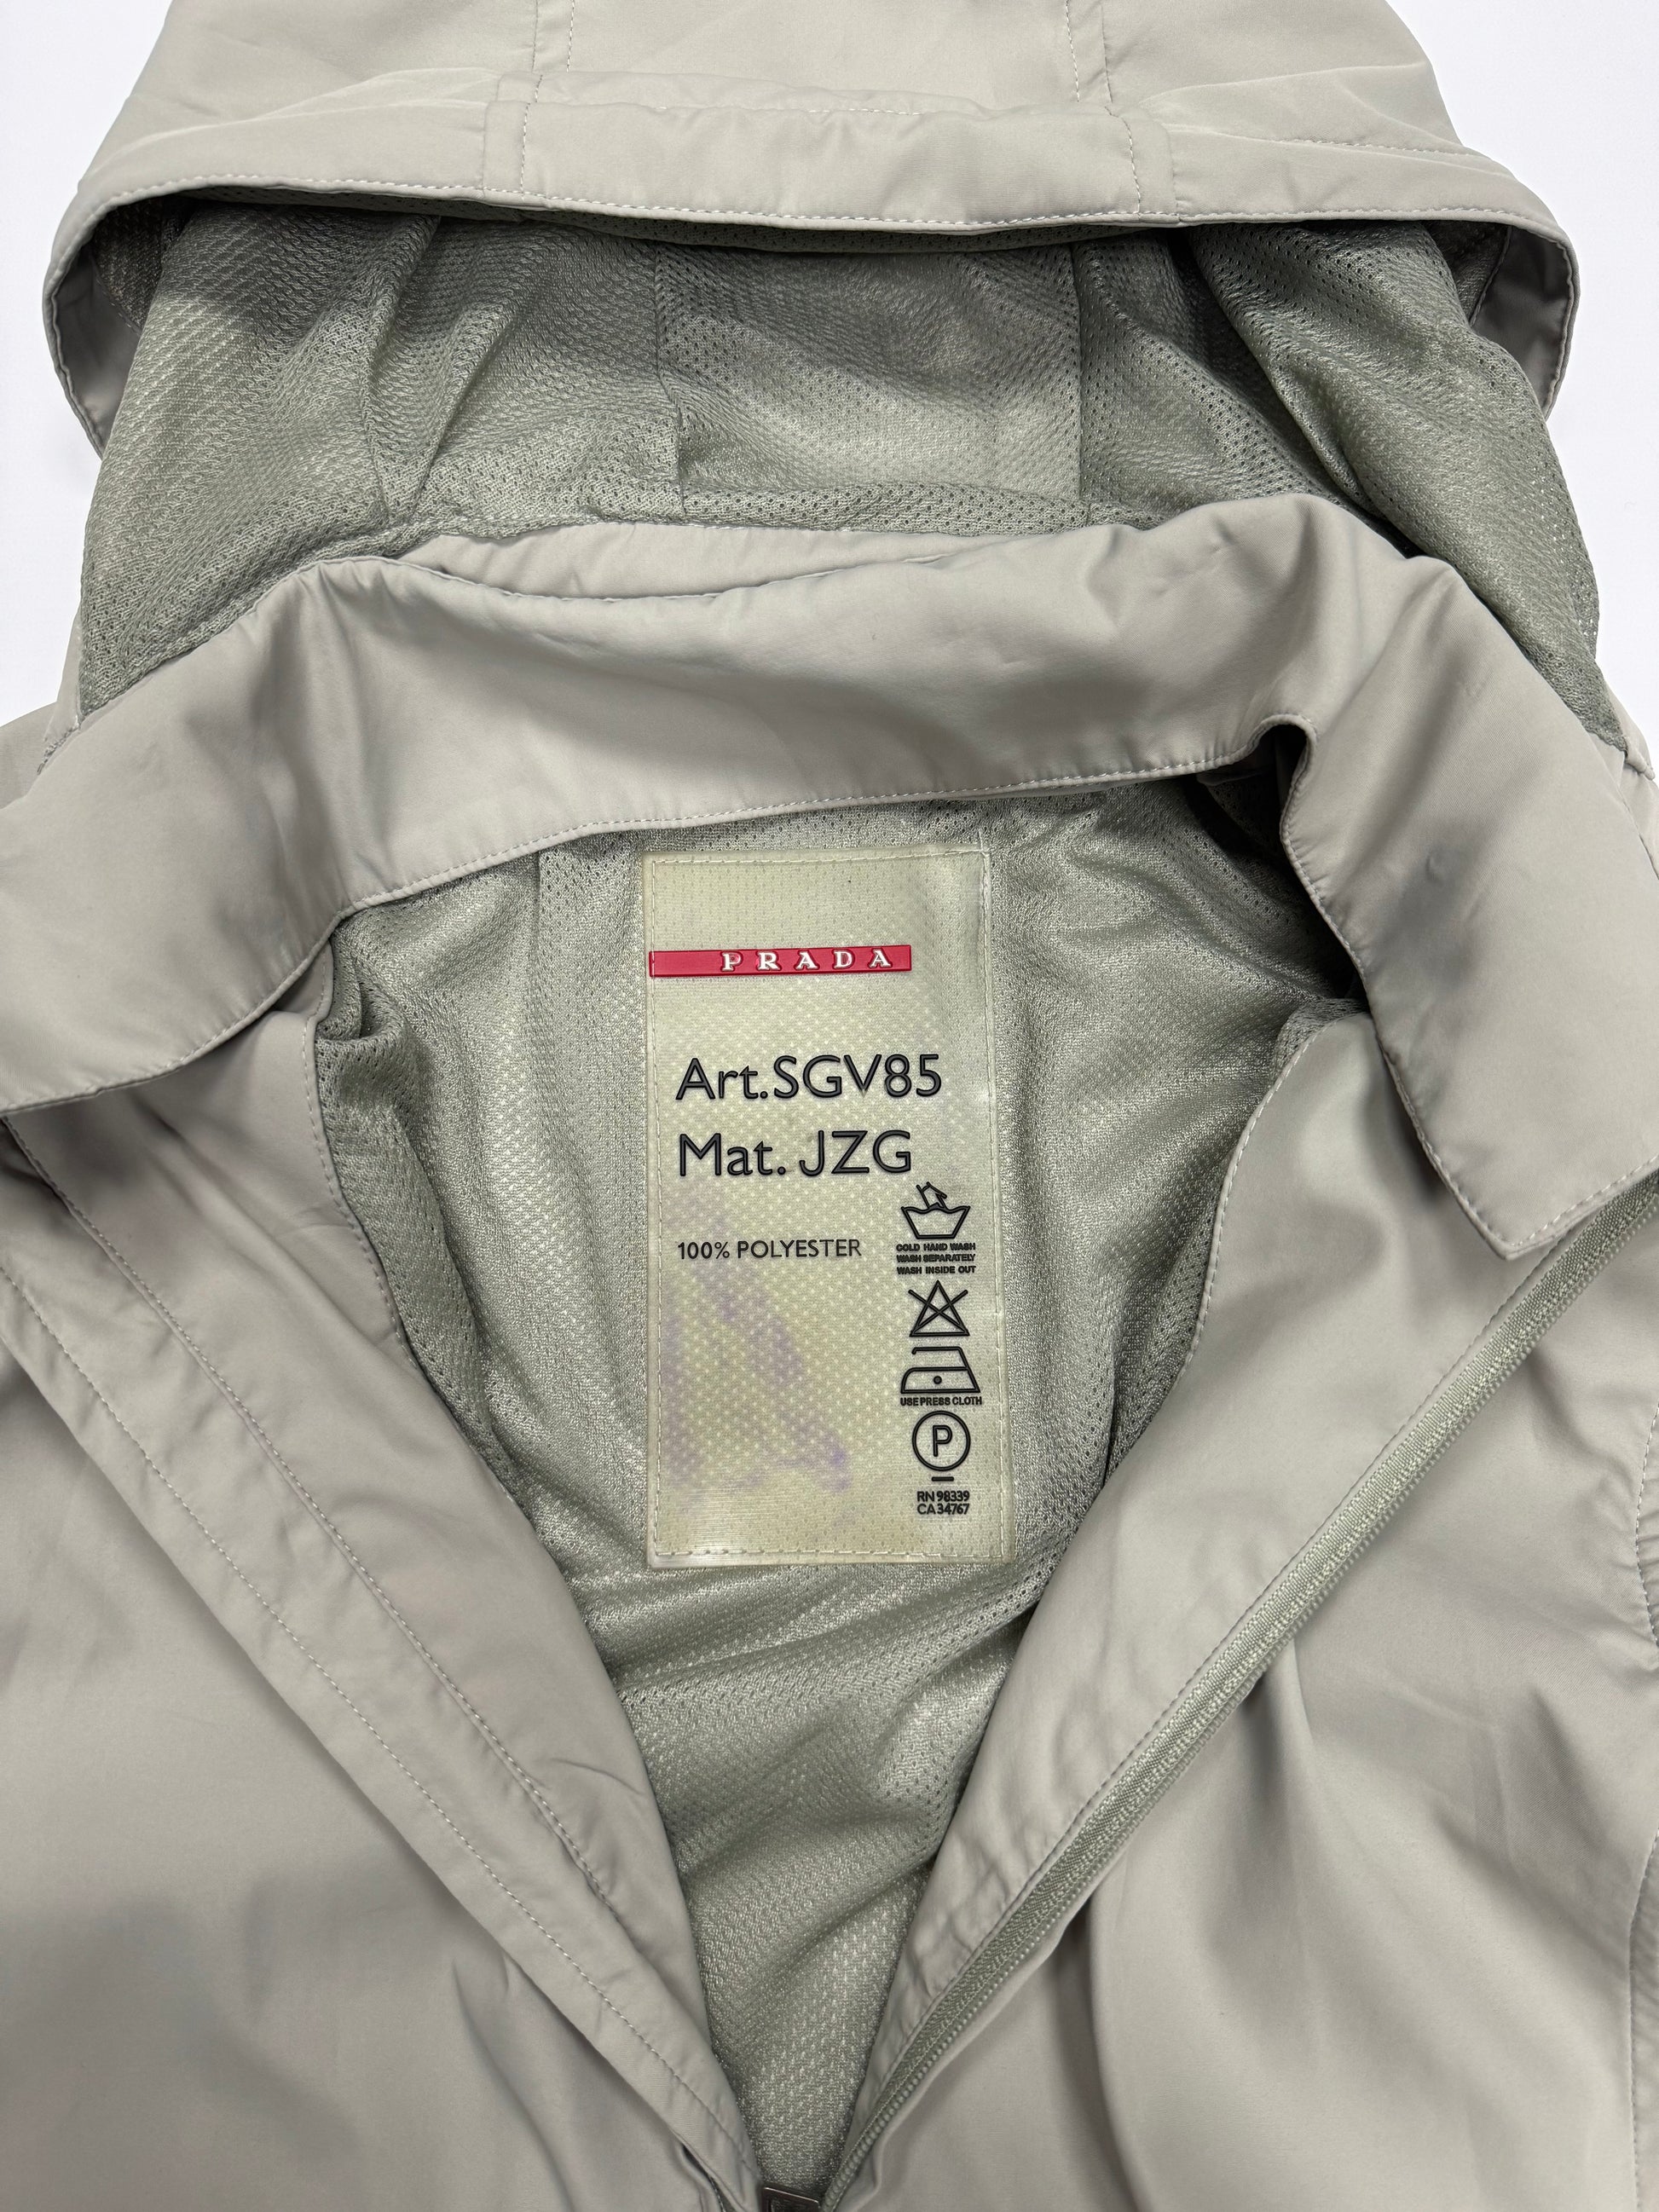 PRADA
Art.SGV85
Mat. JZG
100% POLYESTER
COLD HAND WASH
WASH SEPARATELY
WASH INSIDE OUT
USE PRESS CLOTH
P
RN 98339
CA 34767